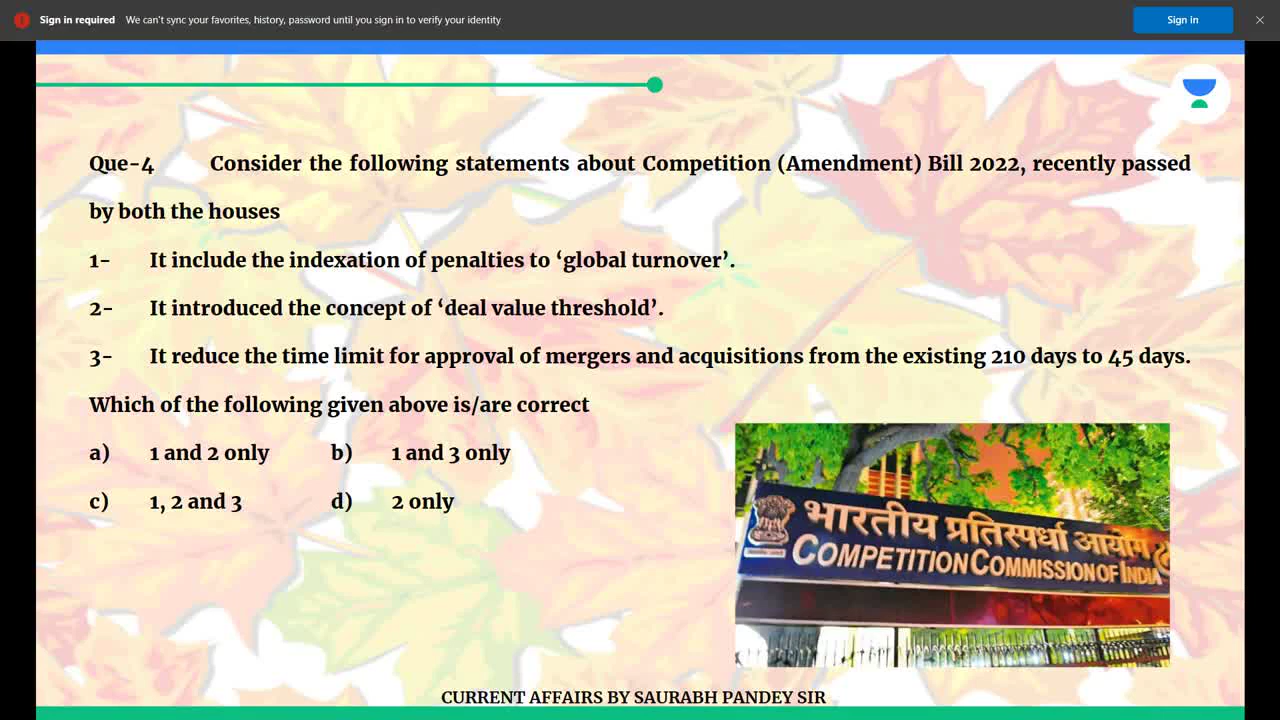 Sign in required We can't sync your favorites, history, password until you sign in to verify your identity Sign in
Que-4 Consider the following statements about Competition (Amendment) Bill 2022, recently passed
by both the houses
1- It include the indexation of penalties to ‘global turnover’.
2- It introduced the concept of ‘deal value threshold’.
3- It reduce the time limit for approval of mergers and acquisitions from the existing 210 days to 45 days.
Which of the following given above is/are correct
a) 1 and 2 only b) 1 and 3 only
c) 1, 2 and 3 d) 2 only
भारतीय प्रतिस्पर्धा आयोग
COMPETITION COMMISSION OF INDIA
CURRENT AFFAIRS BY SAURABH PANDEY SIR